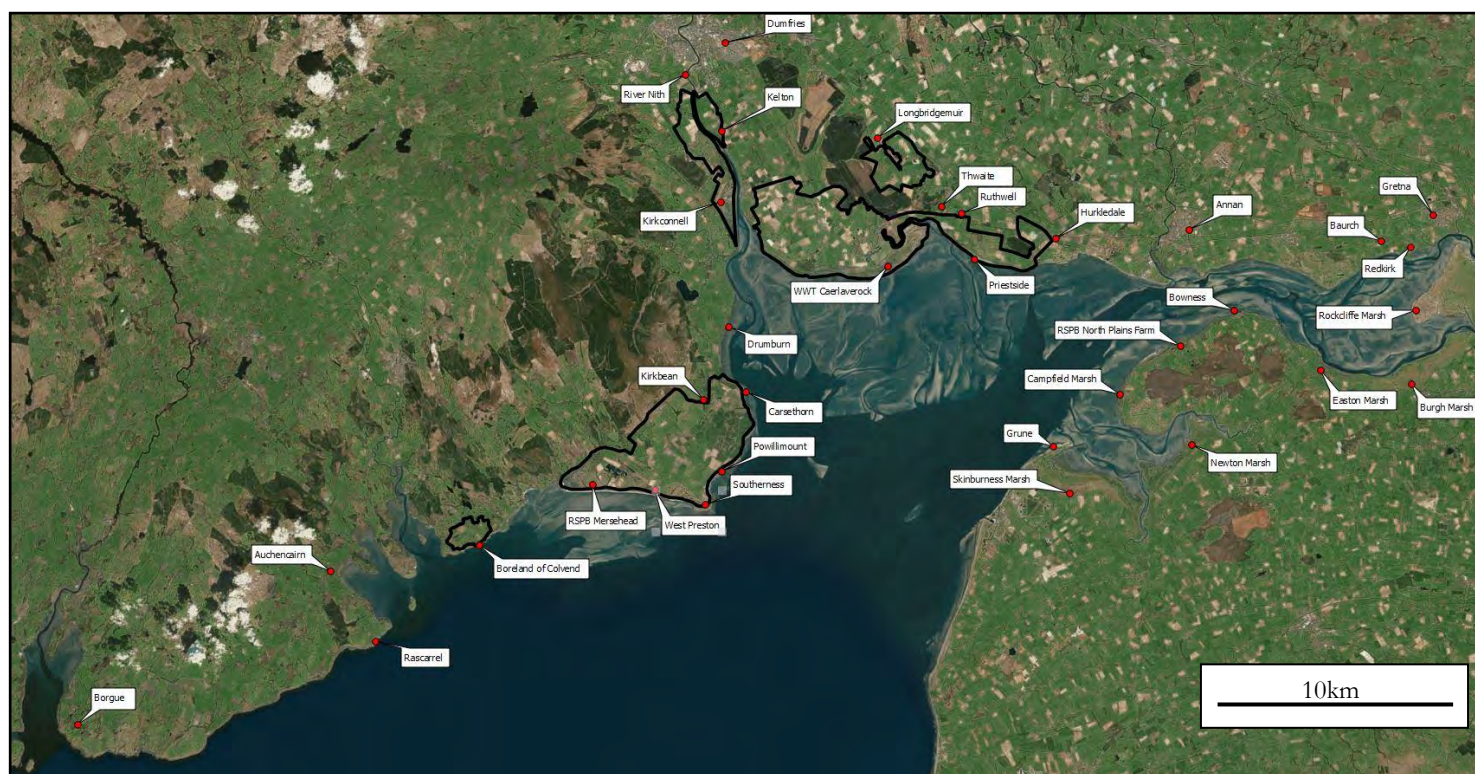 Dumfries
River Nith
Kelton
Longbridgemuir
Thwaite
Ruthwell
Gretna
Kirkconnell
Hurkledale
Annan
Baurch
Redkirk
WWT Caerlaverock
Priestside
Bowness
Rockcliffe Marsh
Drumburn
RSPB North Plains Farm
Kirkbean
Campfield Marsh
Carsethorn
Easton Marsh
Burgh Marsh
Grune
Newton Marsh
Powillimount
Skinburness Marsh
Southerness
RSPB Mersehead
West Preston
Auchencairn
Boreland of Colvend
Rascarrel
Borgue
10km